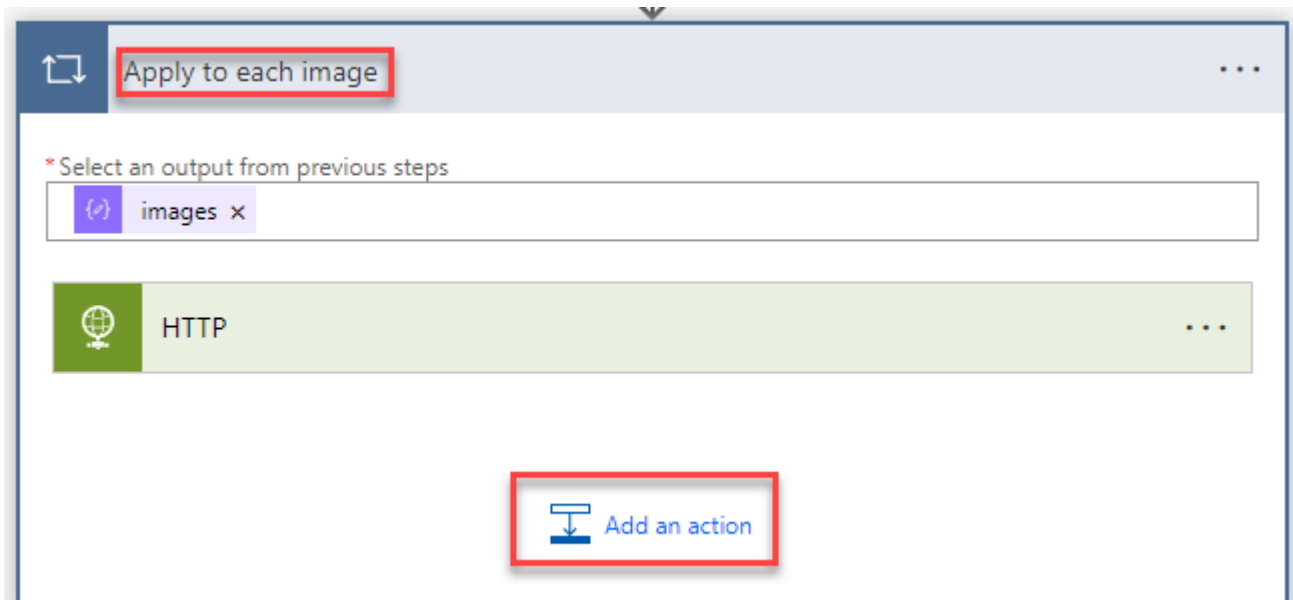 Apply to each image
* Select an output from previous steps
images ×
HTTP
Add an action